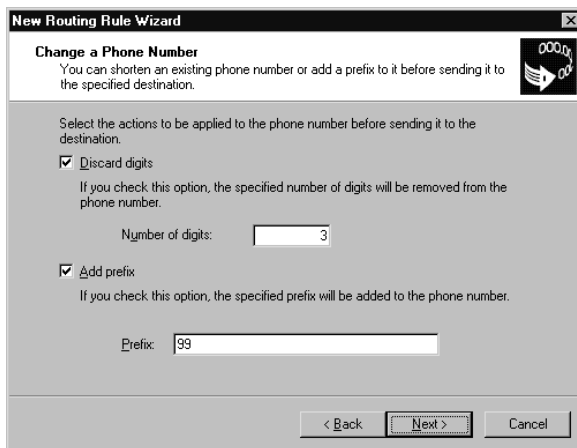 New Routing Rule Wizard
Change a Phone Number
You can shorten an existing phone number or add a prefix to it before sending it to
the specified destination.
Select the actions to be applied to the phone number before sending it to the
destination.
Discard digits
If you check this option, the specified number of digits will be removed from the
phone number.
Number of digits: 3
Add prefix
If you check this option, the specified prefix will be added to the phone number.
Prefix: 99
< Back Next > Cancel